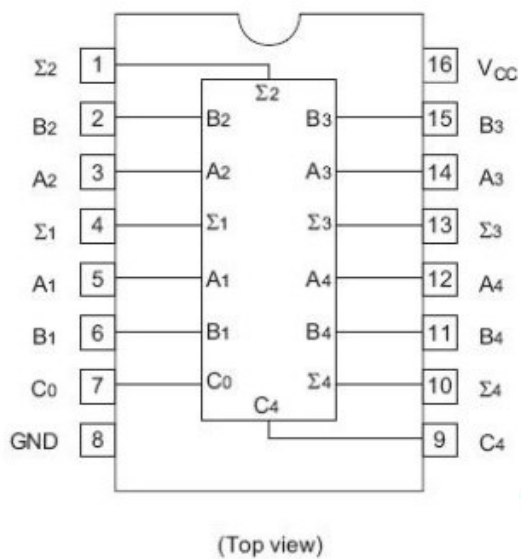 Σ2 1 16 VCC
Σ2
B2 2 B2 B3 15 B3
A2 3 A2 A3 14 A3
Σ1 4 Σ1 Σ3 13 Σ3
A1 5 A1 A4 12 A4
B1 6 B1 B4 11 B4
C0 7 C0 Σ4 10 Σ4
C4
GND 8 9 C4
(Top view)